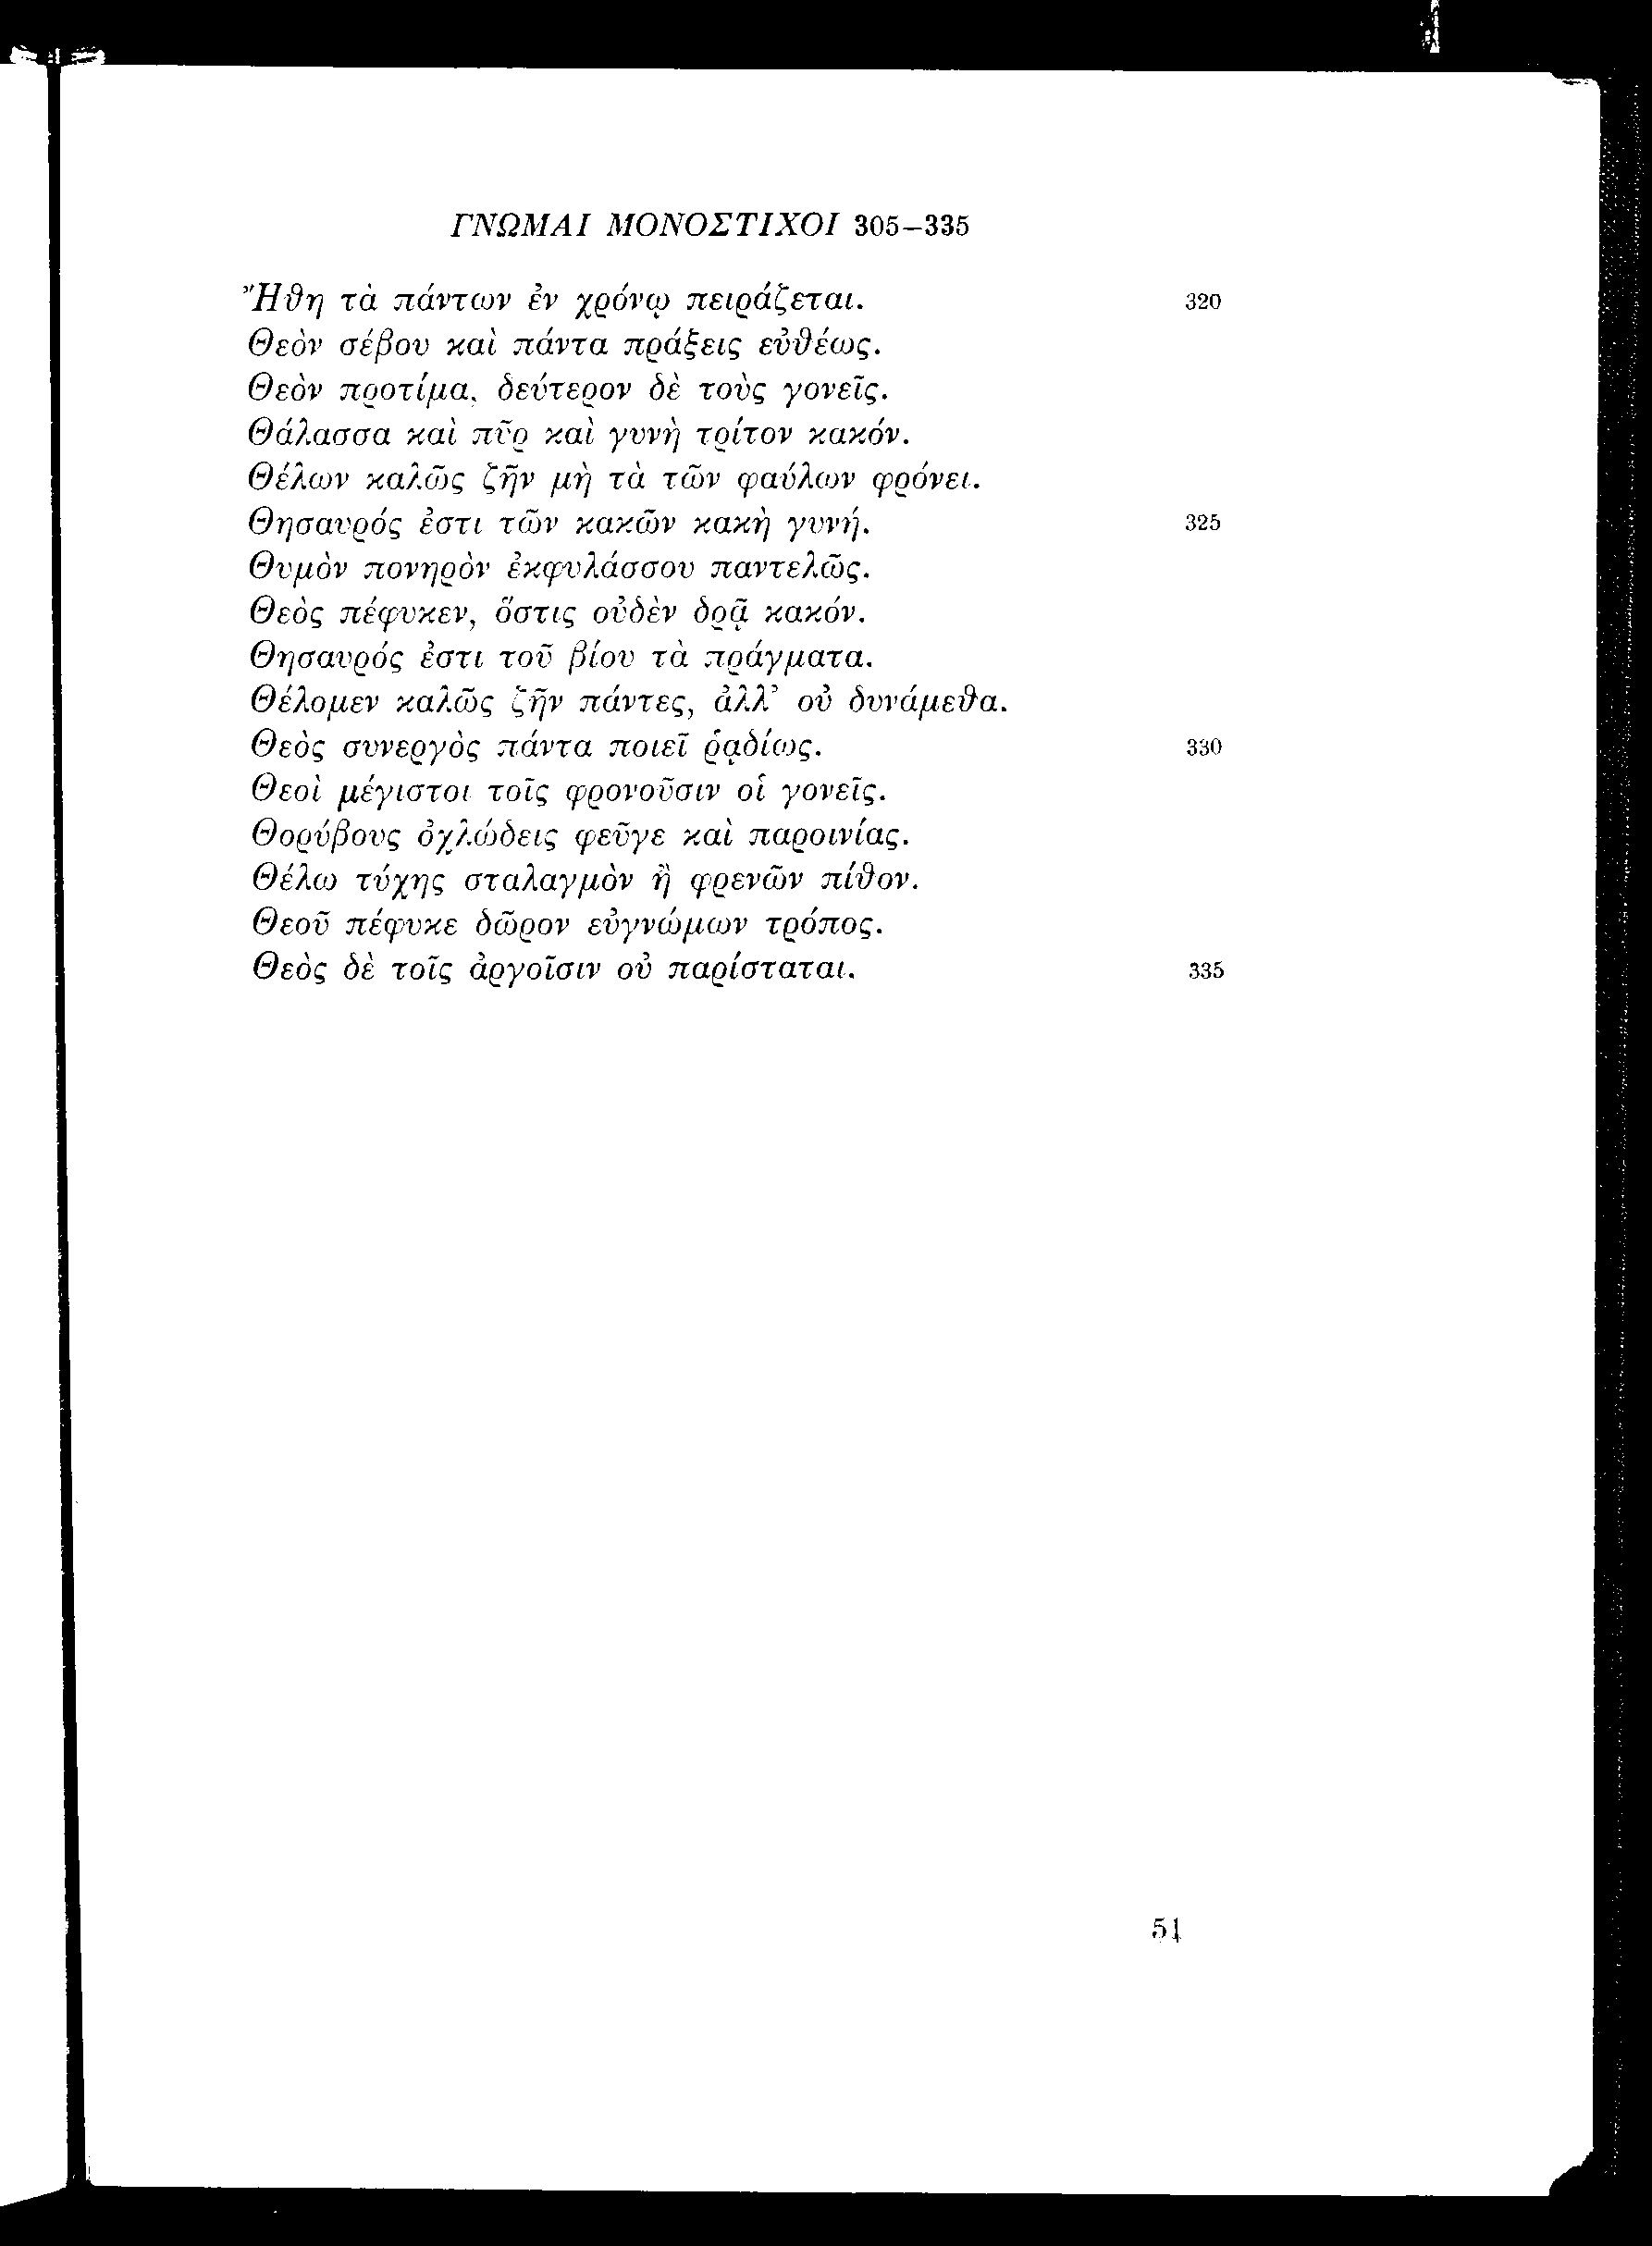 ΓΝΩΜΑΙ ΜΟΝΟΣΤΙΧΟΙ 305–335
Ἤθη τὰ πάντων ἐν χρόνῳ πειράζεται. 320
Θεὸν σέβου καὶ πάντα πράξεις εὐθέως.
Θεὸν προτίμα, δεύτερον δὲ τοὺς γονεῖς.
Θάλασσα καὶ πῦρ καὶ γυνὴ τρίτον κακόν.
Θέλων καλῶς ζῆν μὴ τὰ τῶν φαύλων φρόνει.
Θησαυρός ἐστι τῶν κακῶν κακὴ γυνή. 325
Θυμὸν πονηρὸν ἐκφυλάσσου παντελῶς.
Θεὸς πέφυκεν, ὅστις οὐδὲν δρᾷ κακόν.
Θησαυρός ἐστι τοῦ βίου τὰ πράγματα.
Θέλομεν καλῶς ζῆν πάντες, ἀλλ’ οὐ δυνάμεθα.
Θεὸς συνεργὸς πάντα ποιεῖ ῥᾳδίως. 330
Θεοὶ μέγιστοι τοῖς φρονοῦσιν οἱ γονεῖς.
Θορύβους ὀχλώδεις φεῦγε καὶ παροινίας.
Θέλω τύχης σταλαγμὸν ἢ φρενῶν πίθον.
Θεοῦ πέφυκε δῶρον εὐγνώμων τρόπος.
Θεὸς δὲ τοῖς ἀργοῖσιν οὐ παρίσταται. 335
51